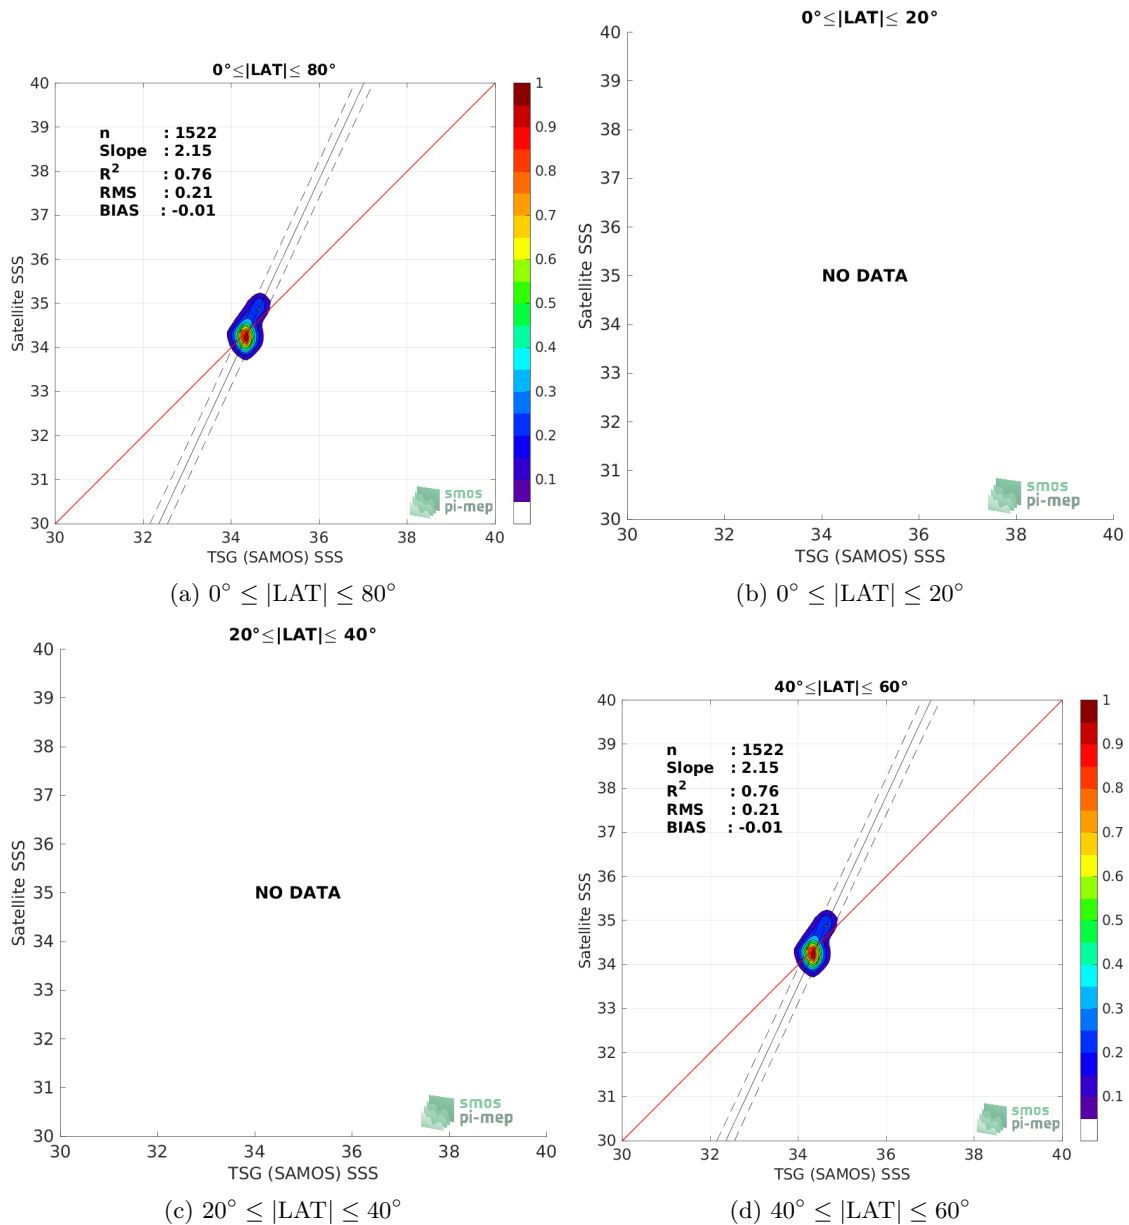 0°≤|LAT|≤ 80°
40
39
38
37
36
35
34
33
32
31
30
Satellite SSS
n : 1522
Slope : 2.15
R² : 0.76
RMS : 0.21
BIAS : -0.01
smos
pi-mep
30 32 34 36 38 40
TSG (SAMOS) SSS
1
0.9
0.8
0.7
0.6
0.5
0.4
0.3
0.2
0.1
(a) 0° ≤ |LAT| ≤ 80°
0°≤|LAT|≤ 20°
40
39
38
37
36
35
34
33
32
31
30
Satellite SSS
NO DATA
smos
pi-mep
30 32 34 36 38 40
TSG (SAMOS) SSS
(b) 0° ≤ |LAT| ≤ 20°
20°≤|LAT|≤ 40°
40
39
38
37
36
35
34
33
32
31
30
Satellite SSS
NO DATA
smos
pi-mep
30 32 34 36 38 40
TSG (SAMOS) SSS
(c) 20° ≤ |LAT| ≤ 40°
40°≤|LAT|≤ 60°
40
39
38
37
36
35
34
33
32
31
30
Satellite SSS
n : 1522
Slope : 2.15
R² : 0.76
RMS : 0.21
BIAS : -0.01
smos
pi-mep
30 32 34 36 38 40
TSG (SAMOS) SSS
1
0.9
0.8
0.7
0.6
0.5
0.4
0.3
0.2
0.1
(d) 40° ≤ |LAT| ≤ 60°